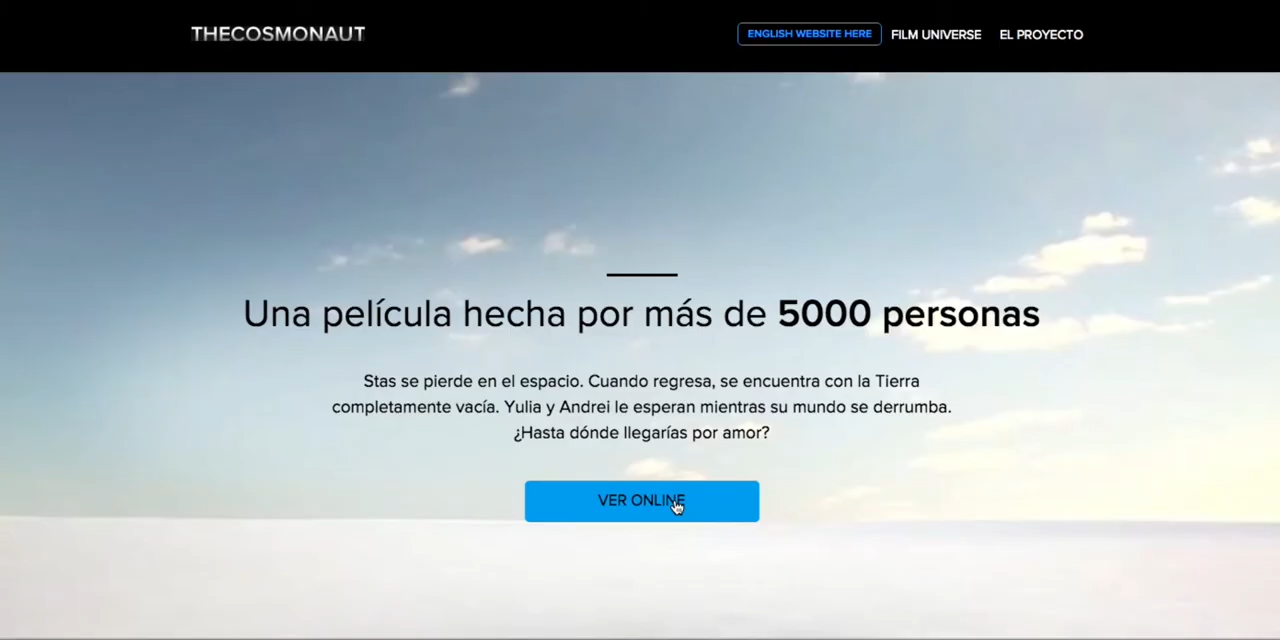 THECOSMONAUT
ENGLISH WEBSITE HERE
FILM UNIVERSE
EL PROYECTO
Una película hecha por más de 5000 personas
Stas se pierde en el espacio. Cuando regresa, se encuentra con la Tierra
completamente vacía. Yulia y Andrei le esperan mientras su mundo se derrumba.
¿Hasta dónde llegarías por amor?
VER ONLINE